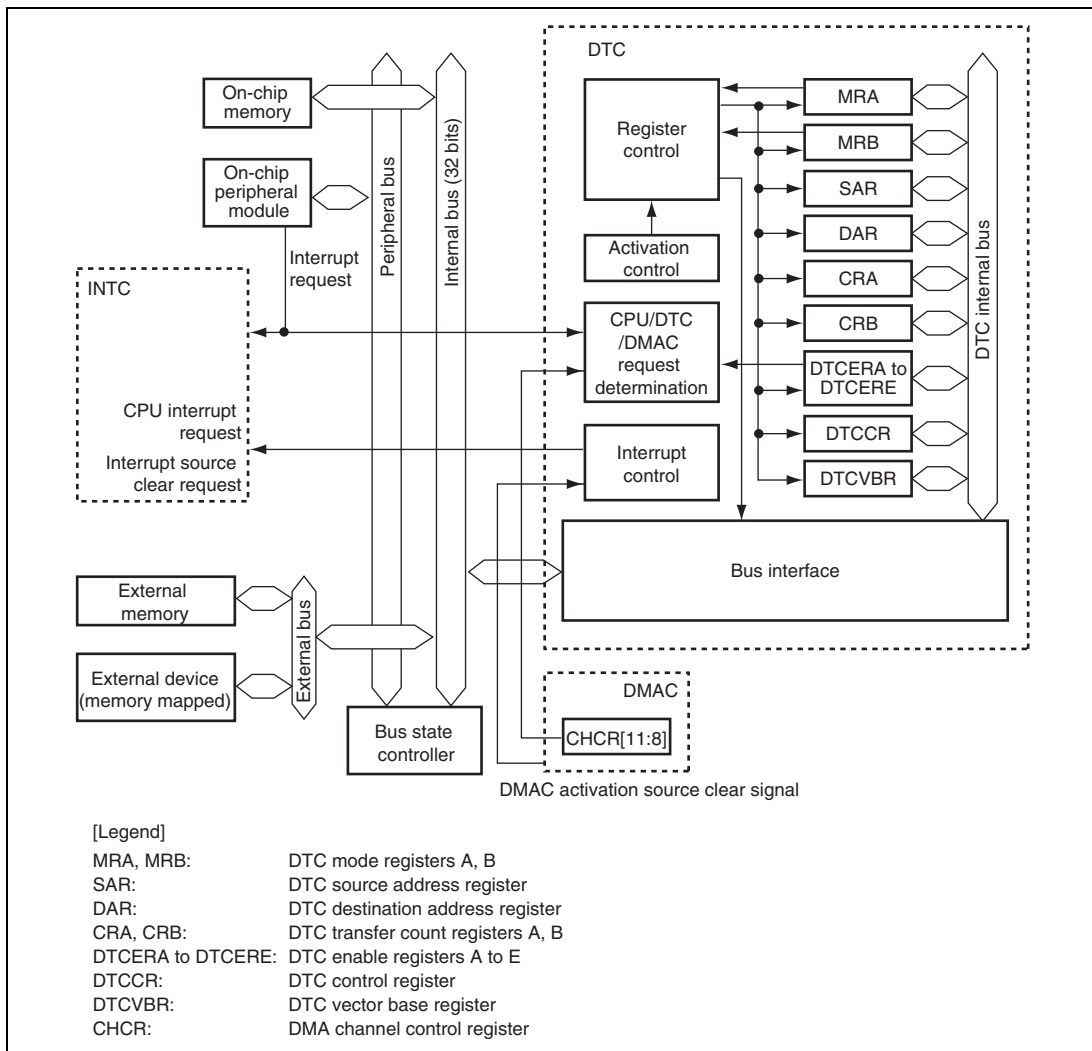 DTC
On-chip
memory
On-chip
peripheral
module
Interrupt
request
Peripheral bus
Internal bus (32 bits)
INTC
CPU interrupt
request
Interrupt source
clear request
Register
control
Activation
control
CPU/DTC
/DMAC
request
determination
Interrupt
control
MRA
MRB
SAR
DAR
CRA
CRB
DTCERA to
DTCERE
DTCCR
DTCVBR
DTC internal bus
Bus interface
External
memory
External device
(memory mapped)
External bus
Bus state
controller
DMAC
CHCR[11:8]
DMAC activation source clear signal
[Legend]
MRA, MRB: DTC mode registers A, B
SAR: DTC source address register
DAR: DTC destination address register
CRA, CRB: DTC transfer count registers A, B
DTCERA to DTCERE: DTC enable registers A to E
DTCCR: DTC control register
DTCVBR: DTC vector base register
CHCR: DMA channel control register